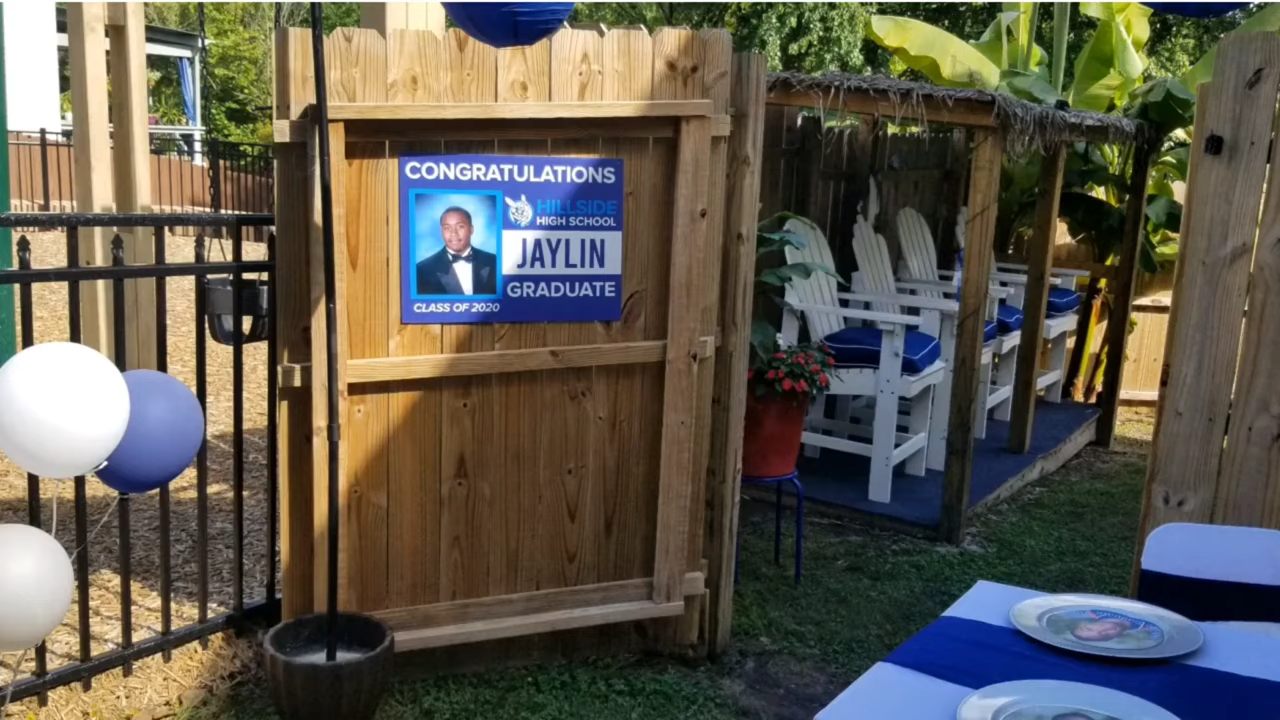 CONGRATULATIONS
HILLSIDE
HIGH SCHOOL
JAYLIN
GRADUATE
CLASS OF 2020